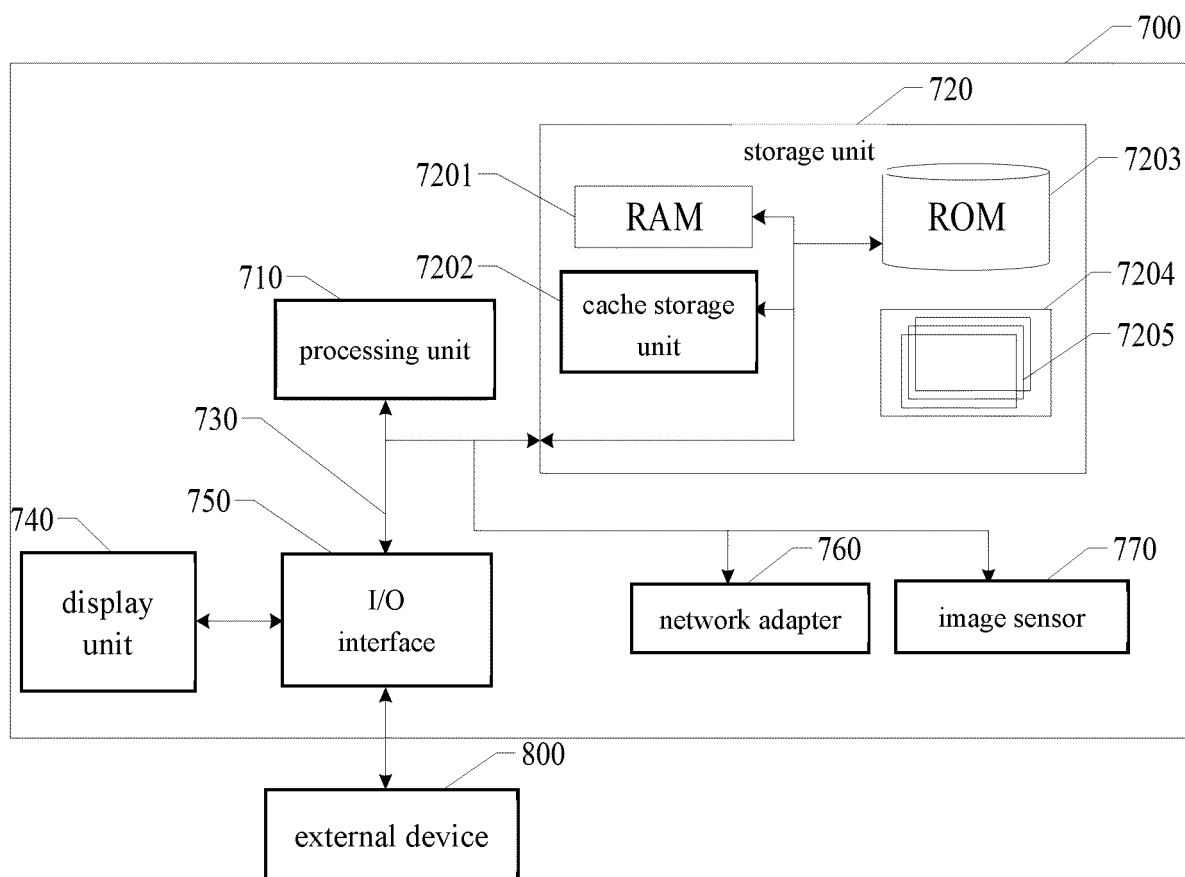 700
720
storage unit
7201
RAM
7203
ROM
7202
cache storage
unit
7204
7205
710
processing unit
730
750
740
display
unit
I/O
interface
760
network adapter
770
image sensor
800
external device